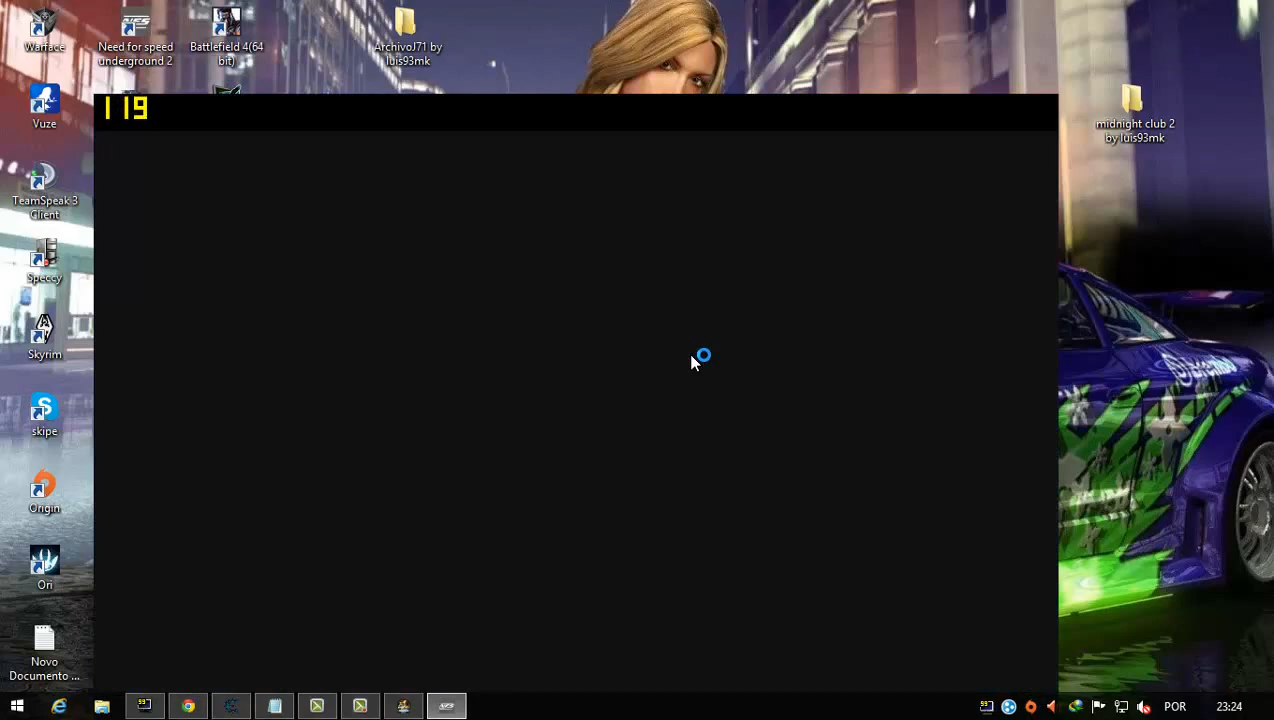 Warface
Need for speed
underground 2
Battlefield 4(64
bit)
ArchivoJ71 by
luis93mk
119
Vuze
midnight club 2
by luis93mk
TeamSpeak 3
Client
Speccy
Skyrim
skipe
Origin
Ori
Novo
Documento ...
POR
23:24